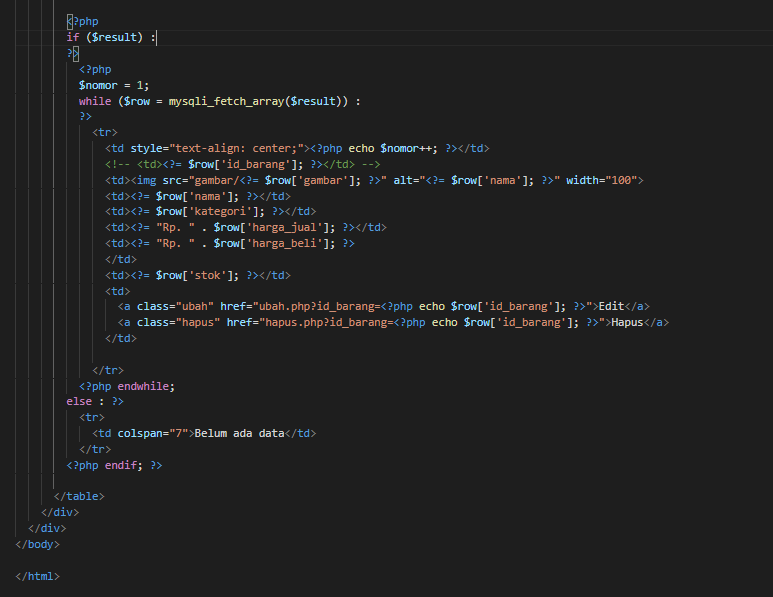 <?php
if ($result) :
?>
<?php
$nomor = 1;
while ($row = mysqli_fetch_array($result)) :
?>
<tr>
<td style="text-align: center;"><?php echo $nomor++; ?></td>
<!-- <td><?= $row['id_barang']; ?></td> -->
<td><img src="gambar/<?= $row['gambar']; ?>" alt="<?= $row['nama']; ?>" width="100">
<td><?= $row['nama']; ?></td>
<td><?= $row['kategori']; ?></td>
<td><?= "Rp. " . $row['harga_jual']; ?></td>
<td><?= "Rp. " . $row['harga_beli']; ?>
</td>
<td><?= $row['stok']; ?></td>
<td>
<a class="ubah" href="ubah.php?id_barang=<?php echo $row['id_barang']; ?>">Edit</a>
<a class="hapus" href="hapus.php?id_barang=<?php echo $row['id_barang']; ?>">Hapus</a>
</td>
</tr>
<?php endwhile;
else : ?>
<tr>
<td colspan="7">Belum ada data</td>
</tr>
<?php endif; ?>
</table>
</div>
</div>
</body>
</html>